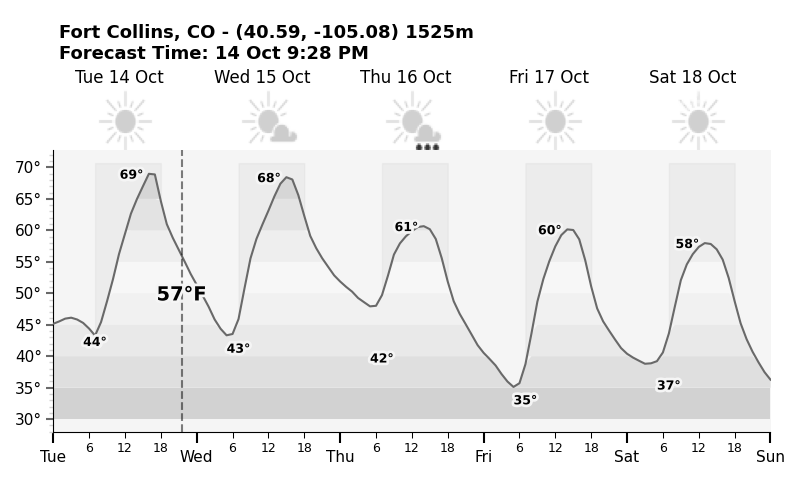 Fort Collins, CO - (40.59, -105.08) 1525m
Forecast Time: 14 Oct 9:28 PM
Tue 14 Oct Wed 15 Oct Thu 16 Oct Fri 17 Oct Sat 18 Oct
70°
69° 68°
65°
61° 60°
60°
58°
55°
57°F
50°
45°
44° 43°
40°
42°
37°
35°
35°
30°
6 12 18 6 12 18 6 12 18 6 12 18 6 12 18
Tue Wed Thu Fri Sat Sun